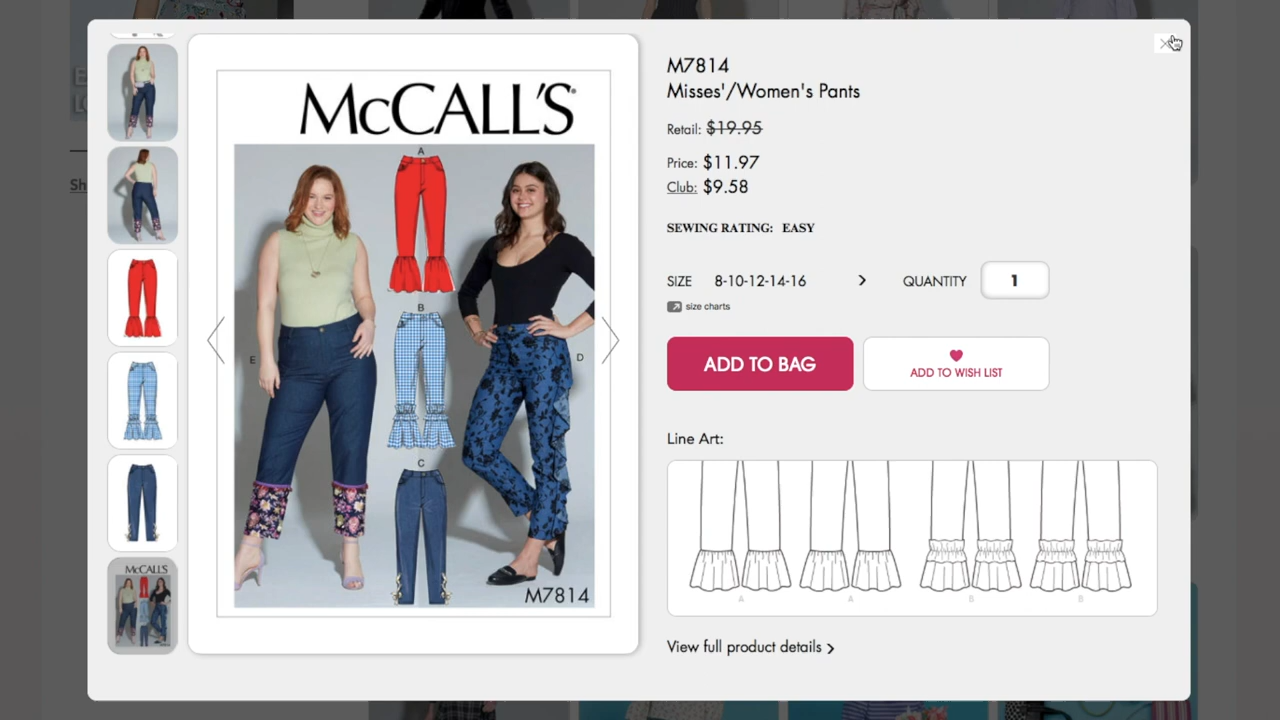 McCALL'S
A
B
C
E
D
M7814
McCALL'S
M7814
Misses'/Women's Pants
Retail: $19.95
Price: $11.97
Club: $9.58
SEWING RATING: EASY
SIZE 8-10-12-14-16 > QUANTITY 1
size charts
ADD TO BAG
ADD TO WISH LIST
Line Art:
A A B B
View full product details >
Sh